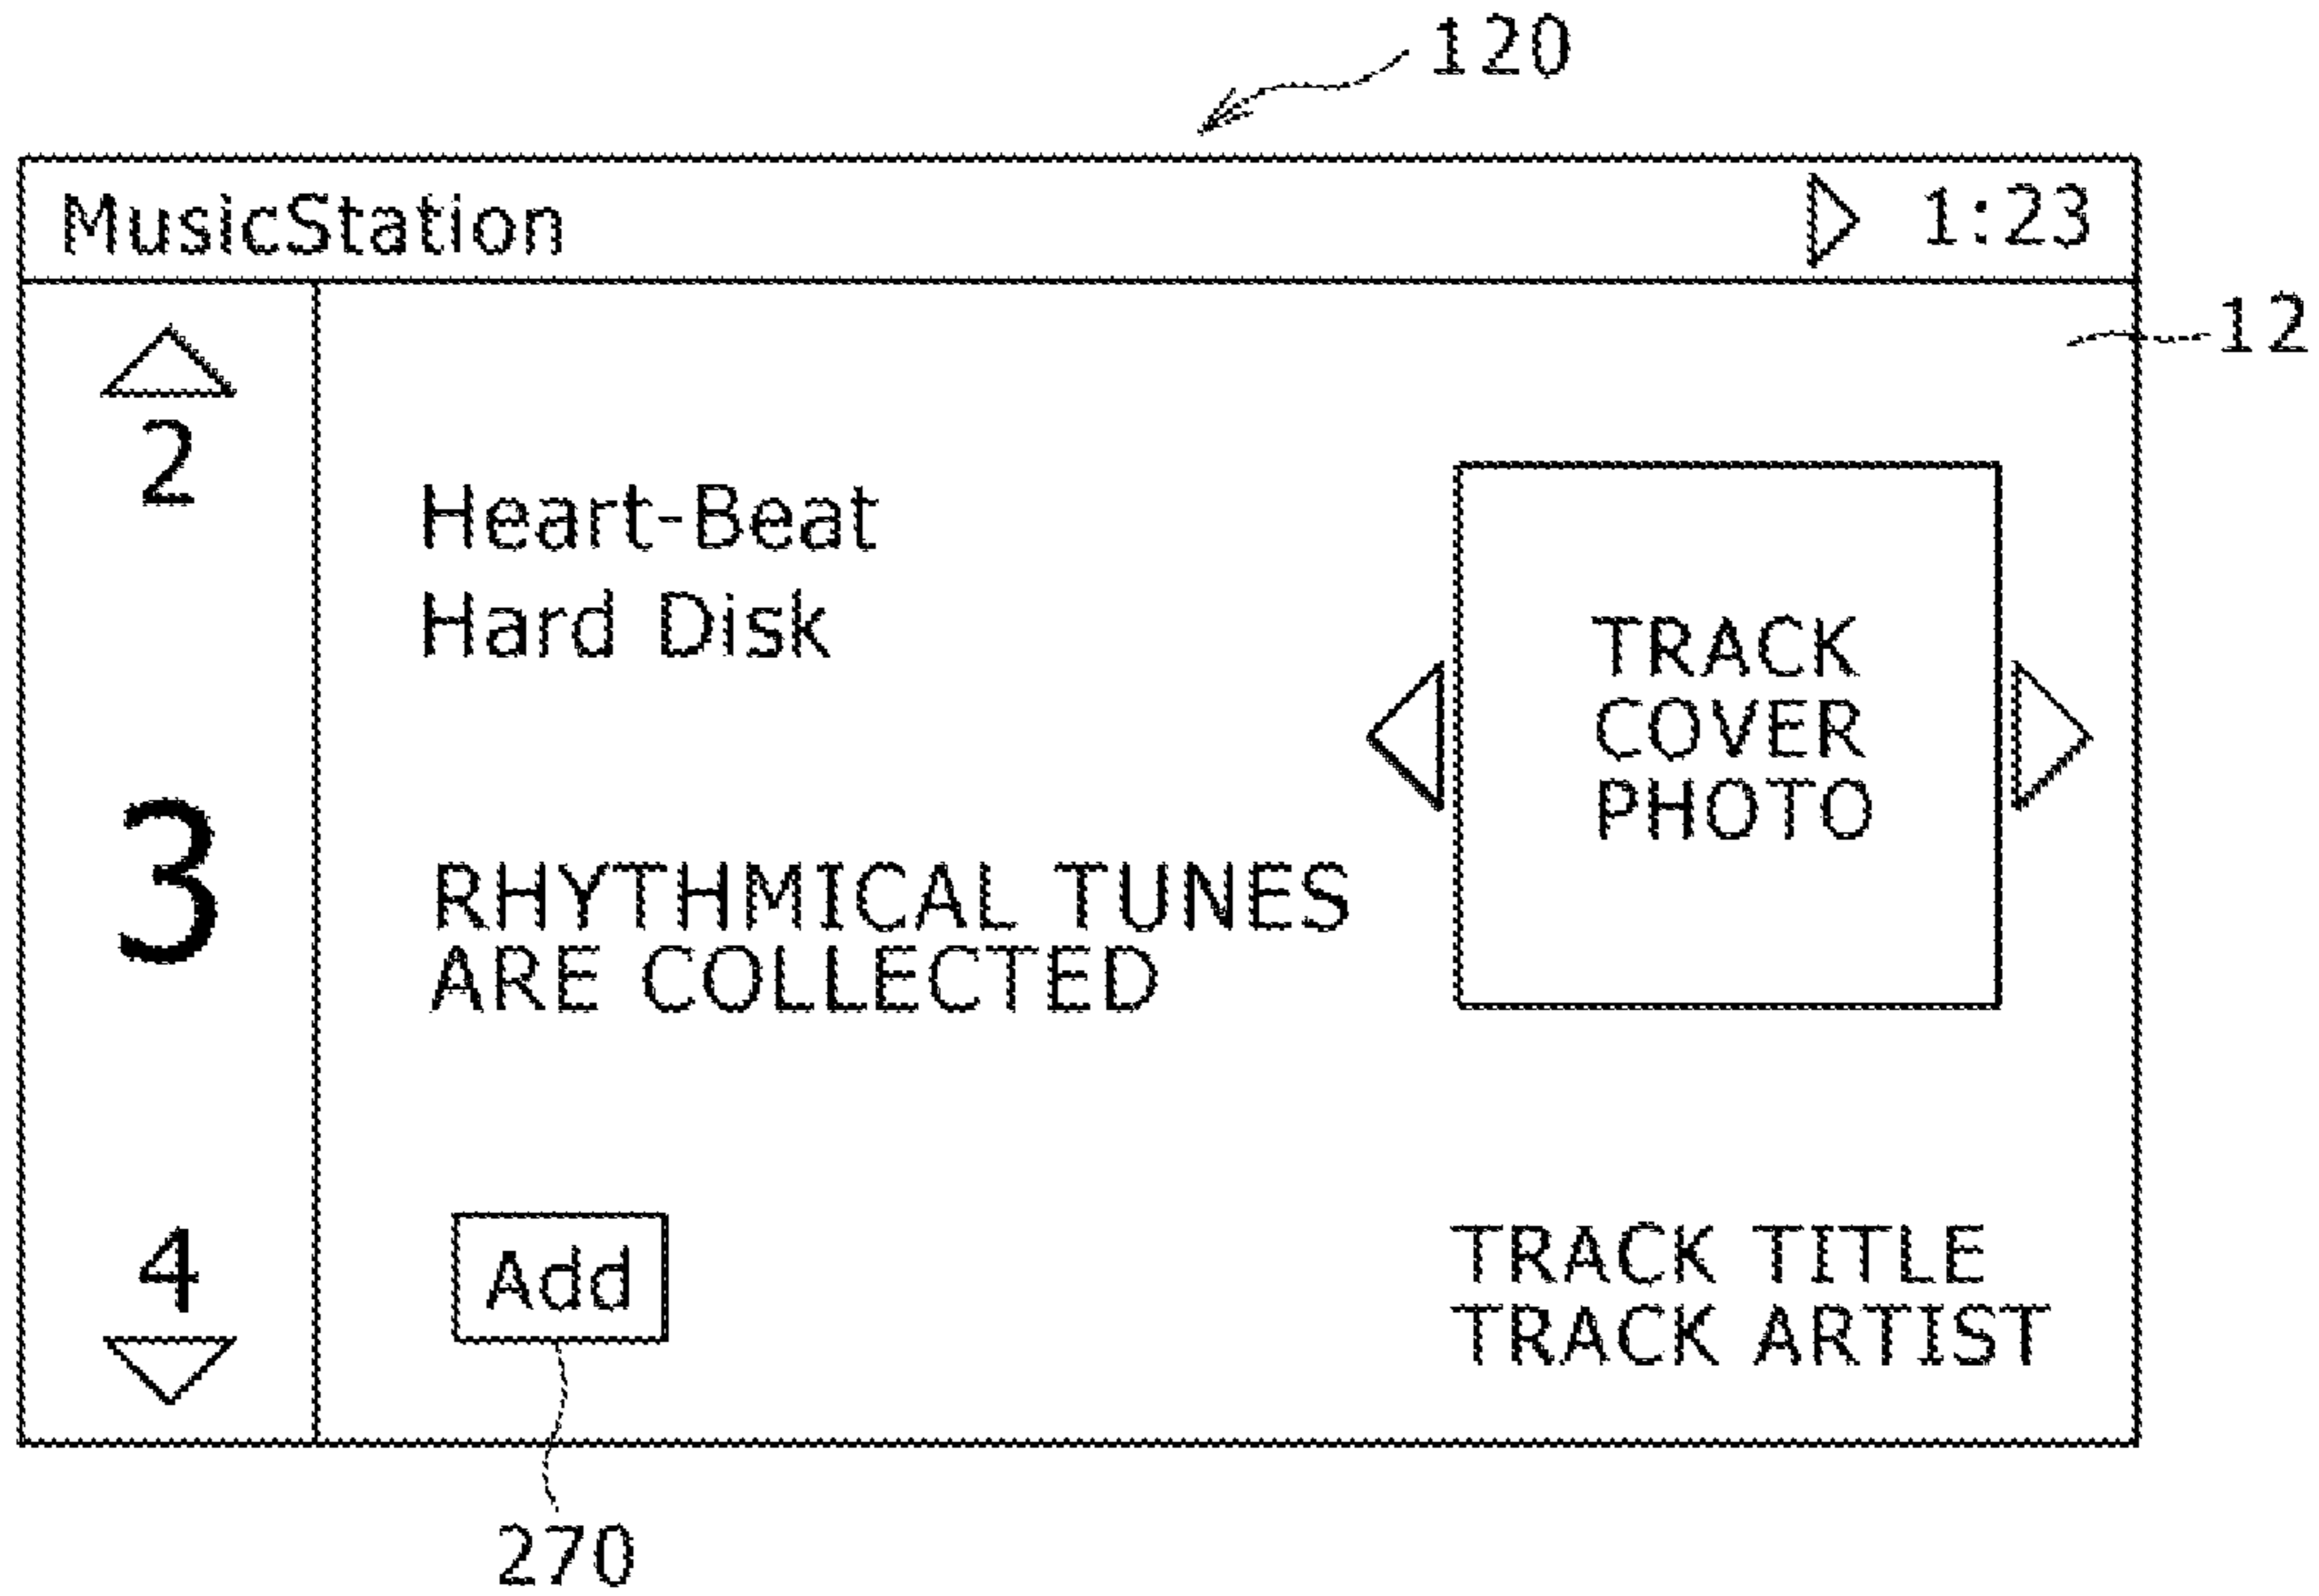 120
MusicStation 1:23
12
2
Heart-Beat
Hard Disk
TRACK
COVER
PHOTO
3
RHYTHMICAL TUNES
ARE COLLECTED
4
Add
TRACK TITLE
TRACK ARTIST
270